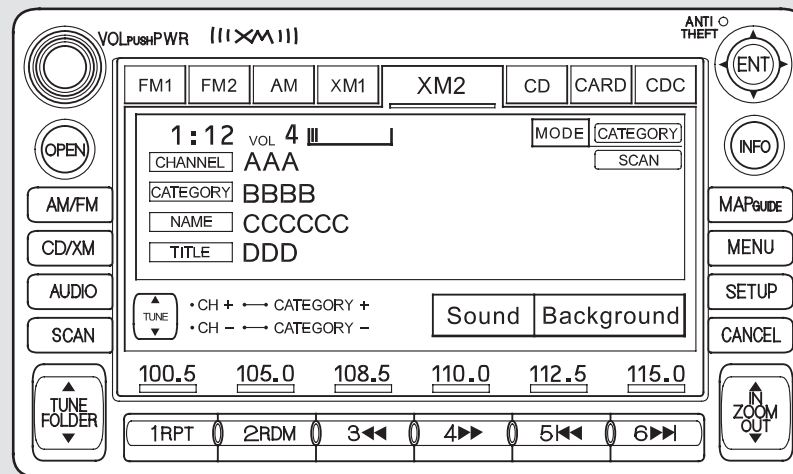 VOL PUSH PWR
XM
ANTI THEFT
ENT
FM1 FM2 AM XM1 XM2 CD CARD CDC
1:12 VOL 4 MODE CATEGORY
SCAN
CHANNEL AAA
CATEGORY BBBB
NAME CCCCCC
TITLE DDD
OPEN
INFO
AM/FM
MAP GUIDE
CD/XM
MENU
AUDIO
SETUP
SCAN
CANCEL
TUNE
•CH + CATEGORY +
•CH – CATEGORY –
Sound Background
100.5 105.0 108.5 110.0 112.5 115.0
TUNE FOLDER
IN ZOOM OUT
1RPT 2RDM 3◀◀ 4▶▶ 5|◀◀ 6▶▶|